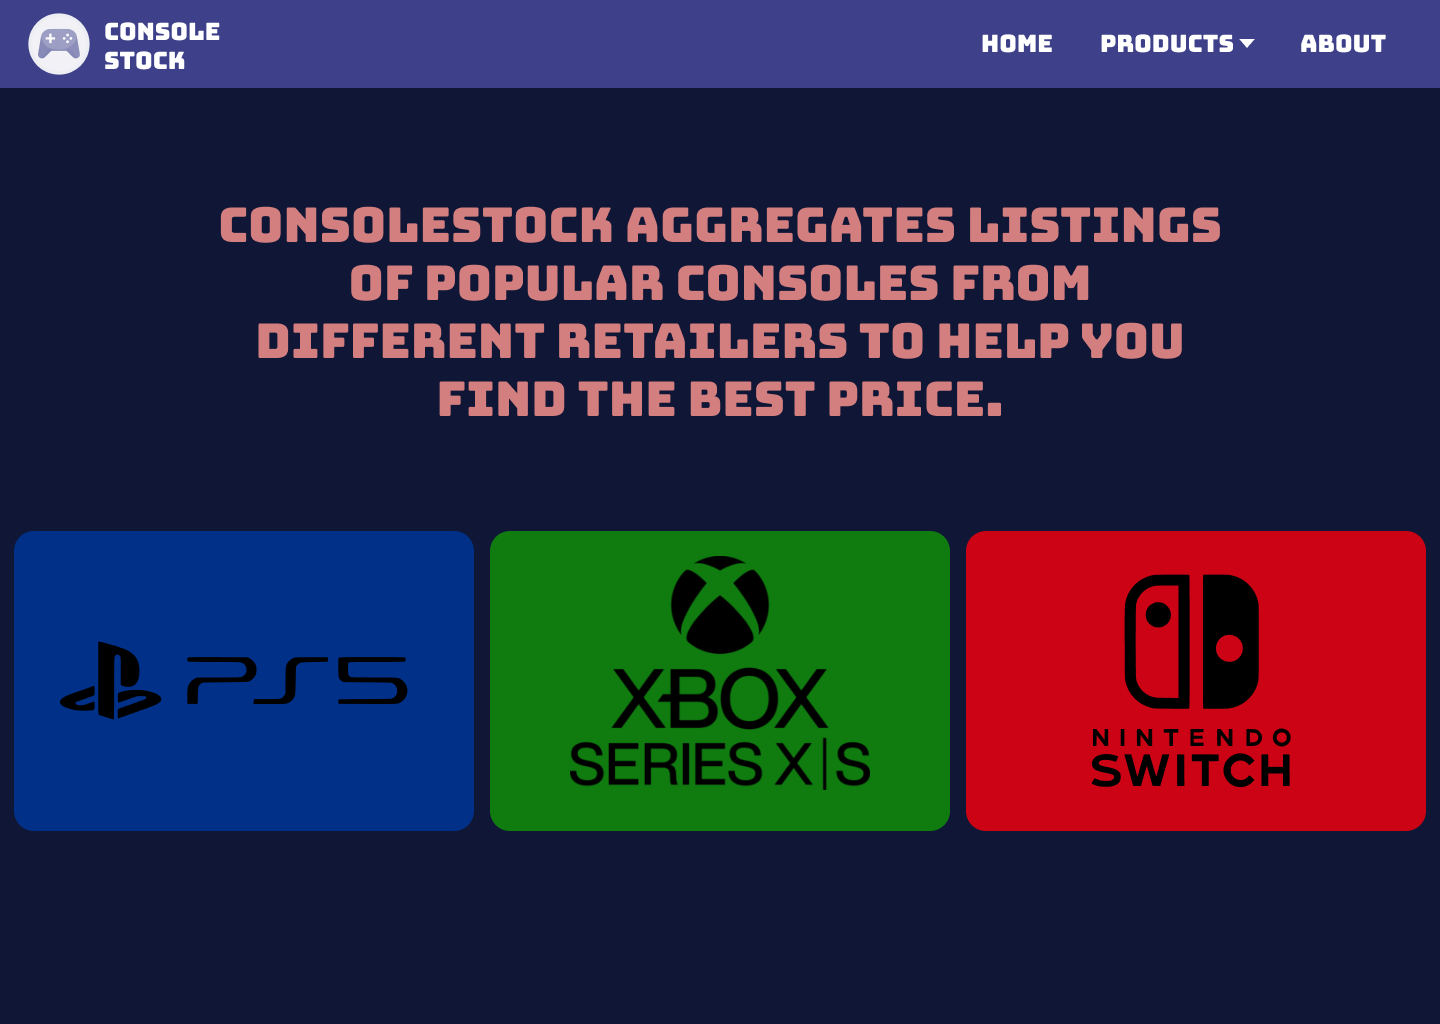 CONSOLE
STOCK
HOME
PRODUCTS
ABOUT
CONSOLESTOCK AGGREGATES LISTINGS
OF POPULAR CONSOLES FROM
DIFFERENT RETAILERS TO HELP YOU
FIND THE BEST PRICE.
PS5
XBOX
SERIES X|S
NINTENDO
SWITCH